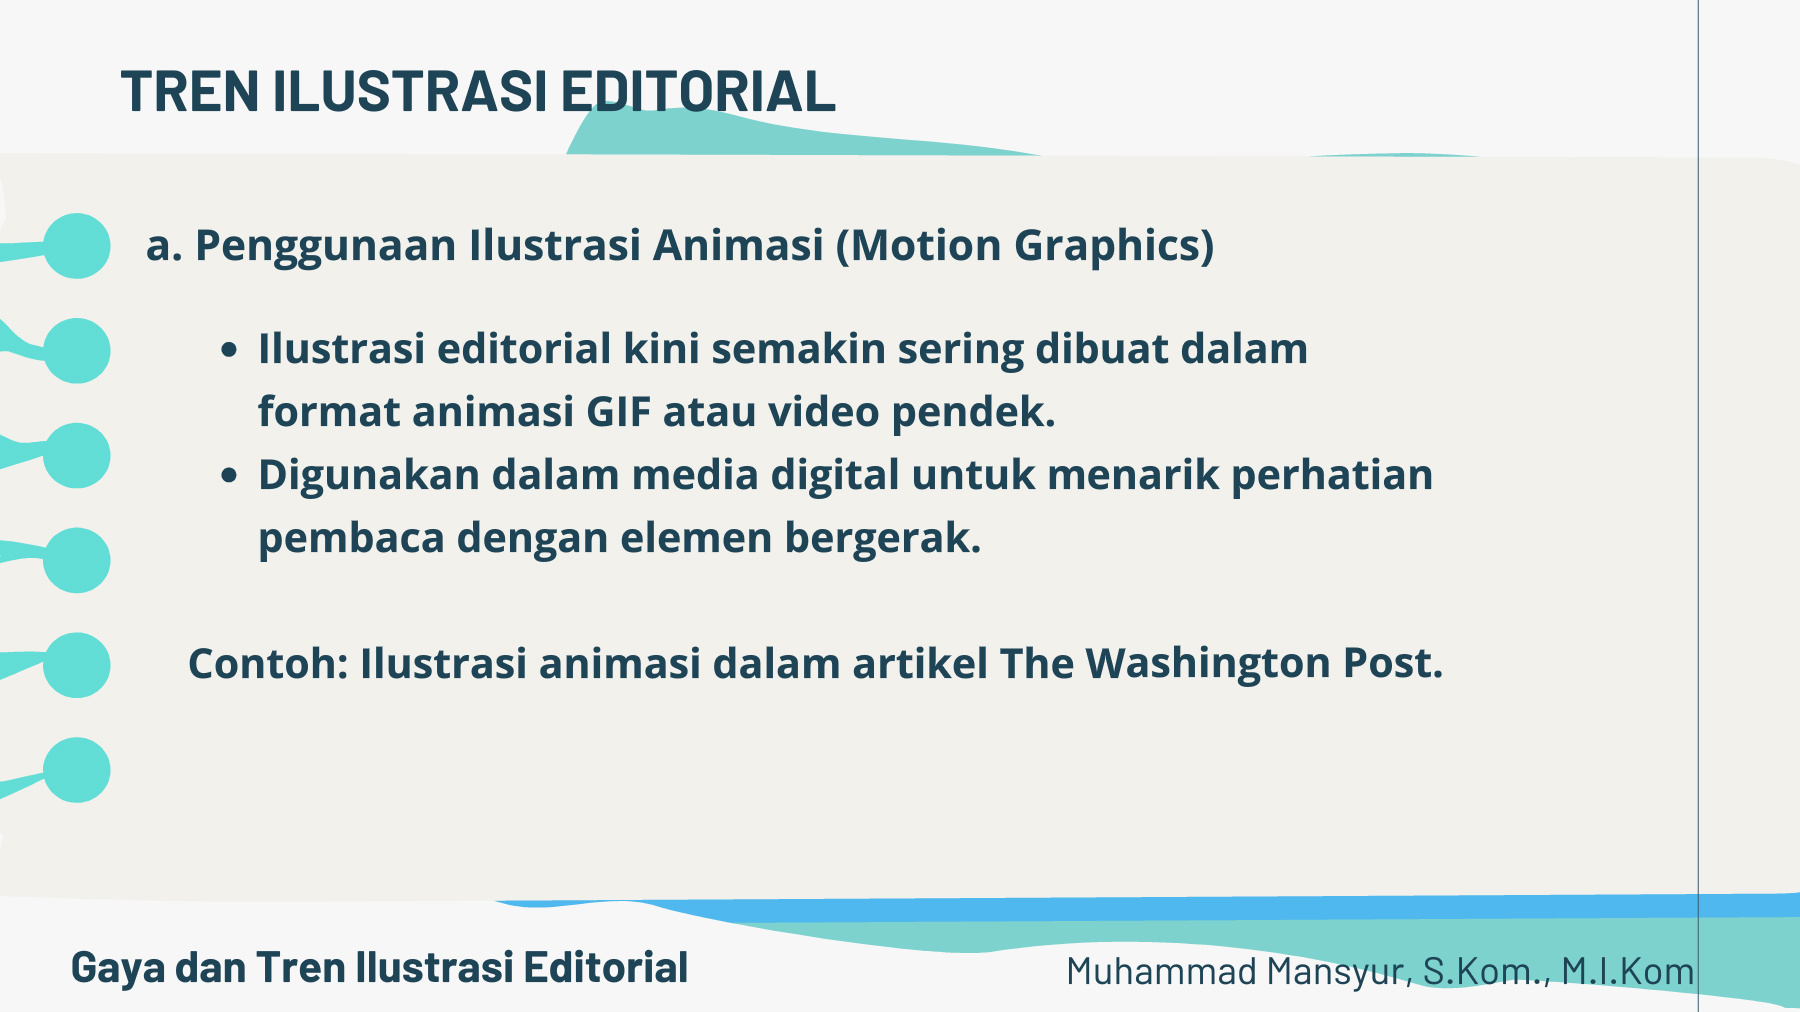 TREN ILUSTRASI EDITORIAL
a. Penggunaan Ilustrasi Animasi (Motion Graphics)
• Ilustrasi editorial kini semakin sering dibuat dalam
format animasi GIF atau video pendek.
• Digunakan dalam media digital untuk menarik perhatian
pembaca dengan elemen bergerak.
Contoh: Ilustrasi animasi dalam artikel The Washington Post.
Gaya dan Tren Ilustrasi Editorial
Muhammad Mansyur, S.Kom., M.I.Kom